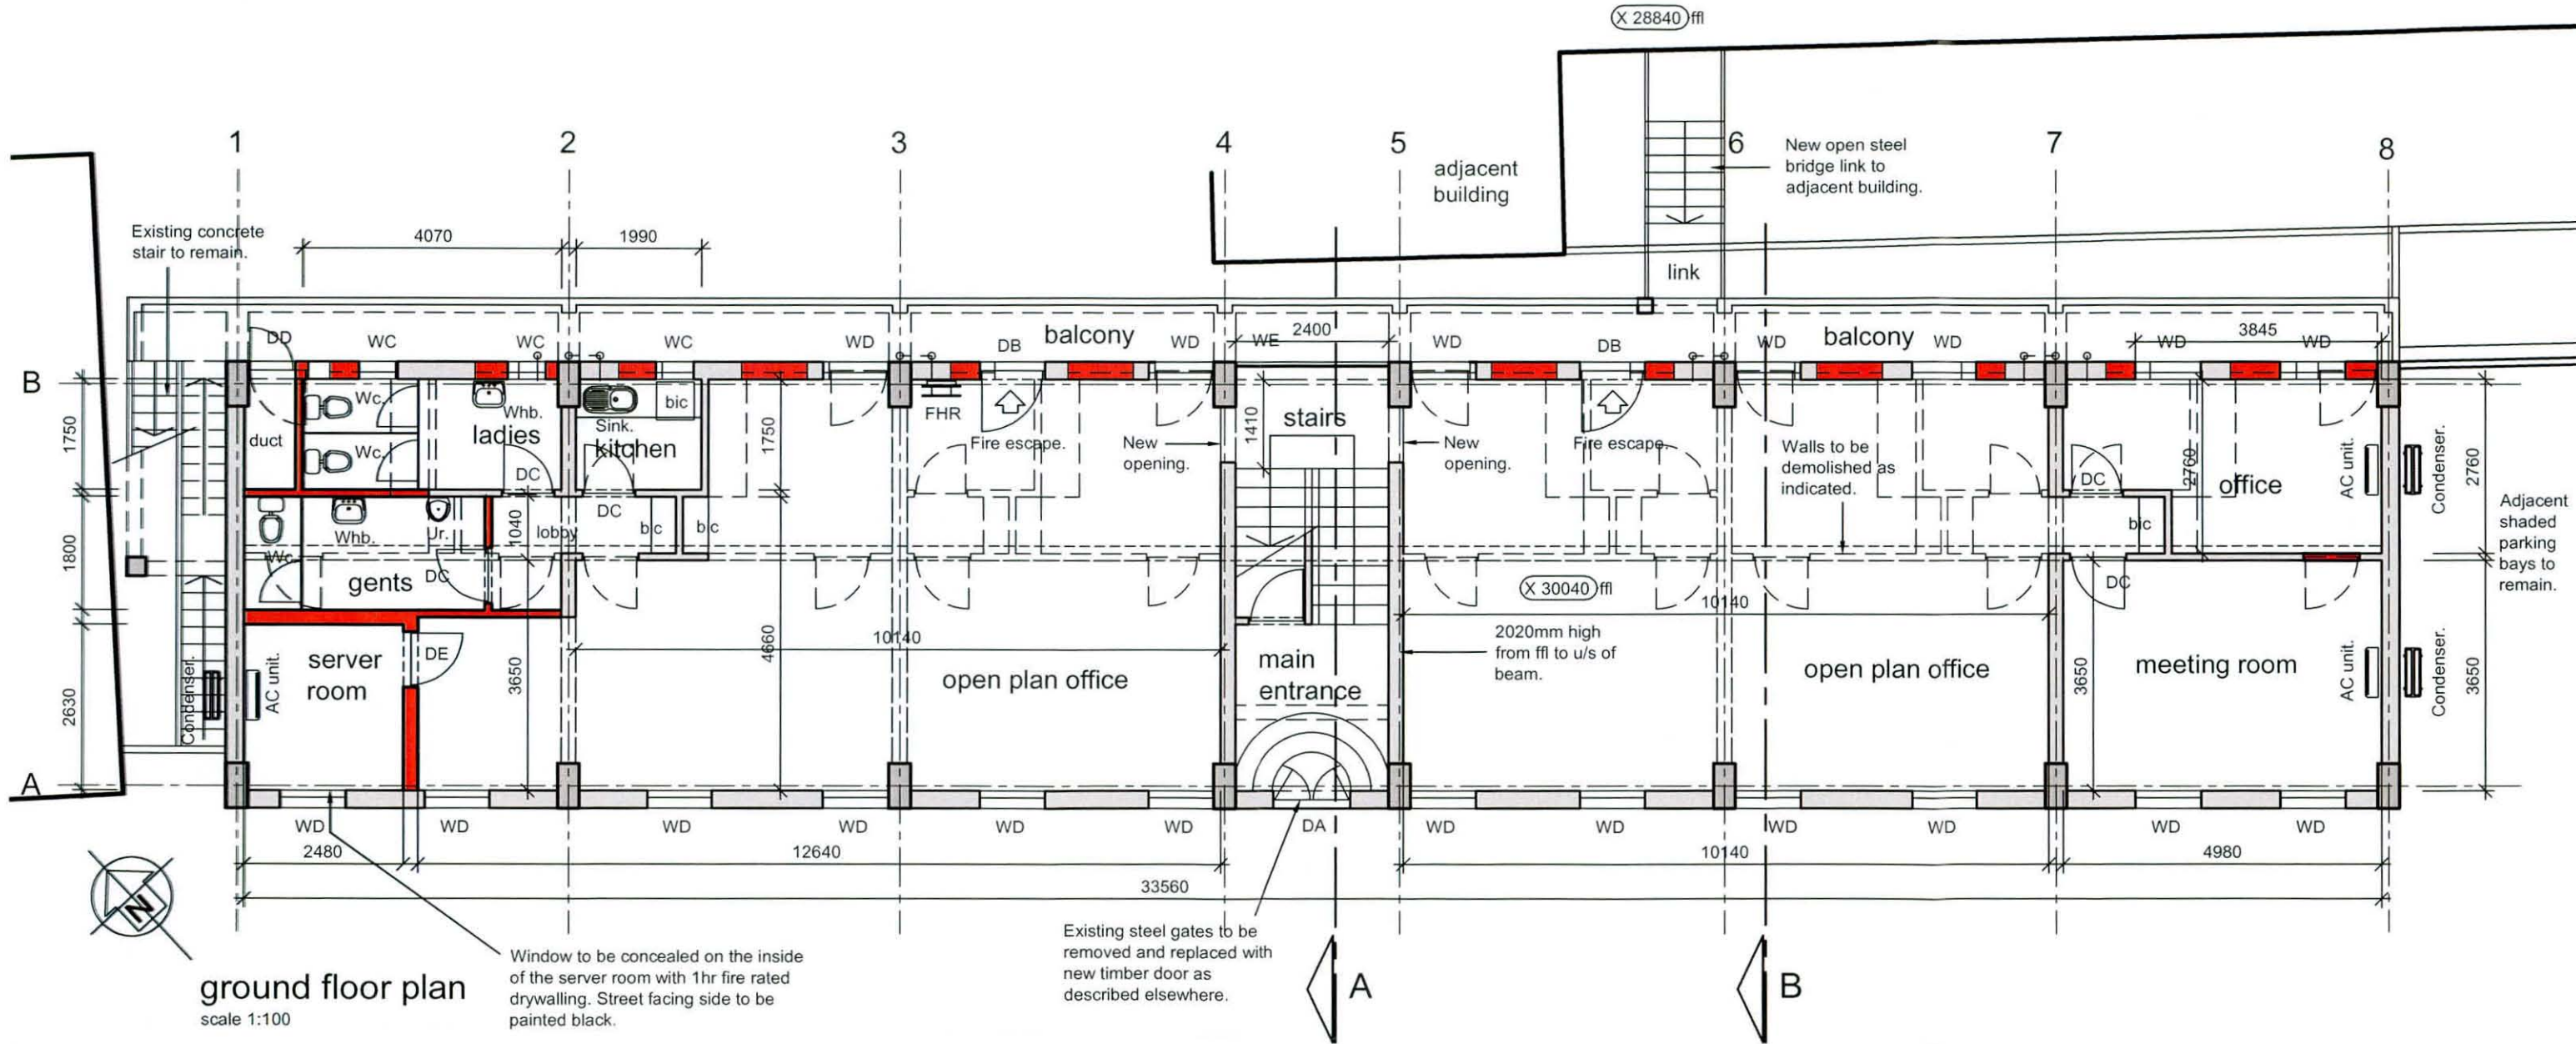 X 28840 ffl
1
2
3
4
5
6
7
8
adjacent
building
New open steel
bridge link to
adjacent building.
Existing concrete
stair to remain.
4070
1990
link
B
DD
WC
WC
WC
WD
DB
balcony
WD
WE
2400
WD
DB
WD
balcony
WD
3845
WD
WD
1750
duct
Wc.
Wc.
Whb.
ladies
DC
Sink.
kitchen
bic
1750
FHR
Fire escape.
New
opening.
1410
stairs
New
opening.
Fire escape.
Walls to be
demolished as
indicated.
DC
2760
office
AC unit.
Condenser.
2760
Adjacent
shaded
parking
bays to
remain.
1800
Wc.
Whb.
Ur.
gents
DC
1040
lobby
DC
bic
bic
bic
DC
X 30040 ffl
10140
10140
2020mm high
from ffl to u/s of
beam.
2630
Condenser.
AC unit.
server
room
DE
3650
4660
open plan office
main
entrance
open plan office
3650
meeting room
AC unit.
Condenser.
3650
A
WD
WD
WD
WD
WD
WD
DA
WD
WD
WD
WD
WD
WD
2480
12640
10140
4980
33560
N
ground floor plan
scale 1:100
Window to be concealed on the inside
of the server room with 1hr fire rated
drywalling. Street facing side to be
painted black.
Existing steel gates to be
removed and replaced with
new timber door as
described elsewhere.
A
B